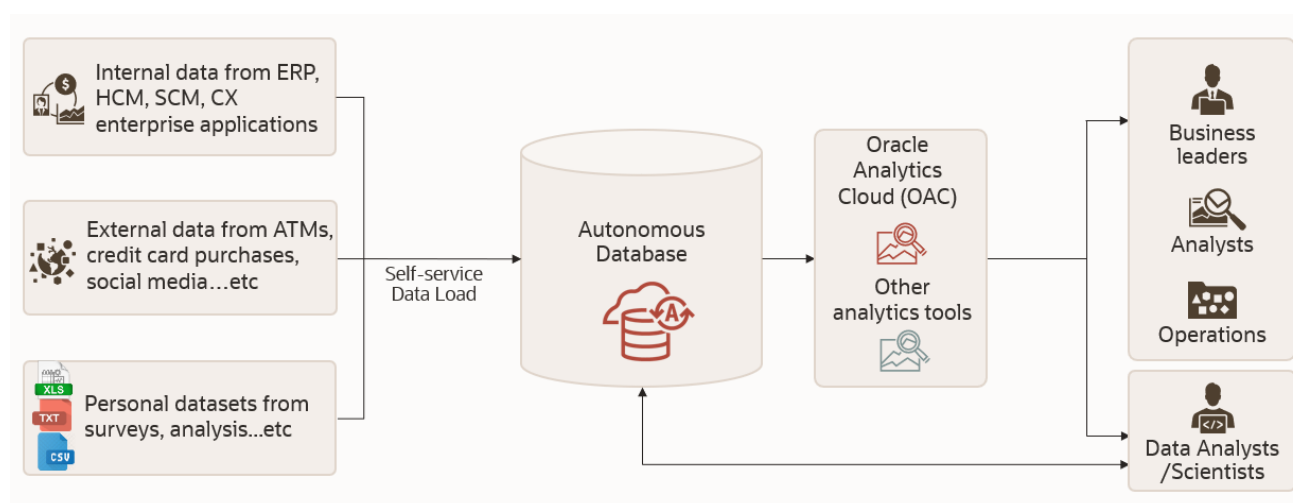 Internal data from ERP,
HCM, SCM, CX
enterprise applications
External data from ATMs,
credit card purchases,
social media...etc
XLS
TXT
CSV
Personal datasets from
surveys, analysis...etc
Self-service
Data Load
Autonomous
Database
A
Oracle
Analytics
Cloud (OAC)
Other
analytics tools
Business
leaders
Analysts
Operations
Data Analysts
/Scientists